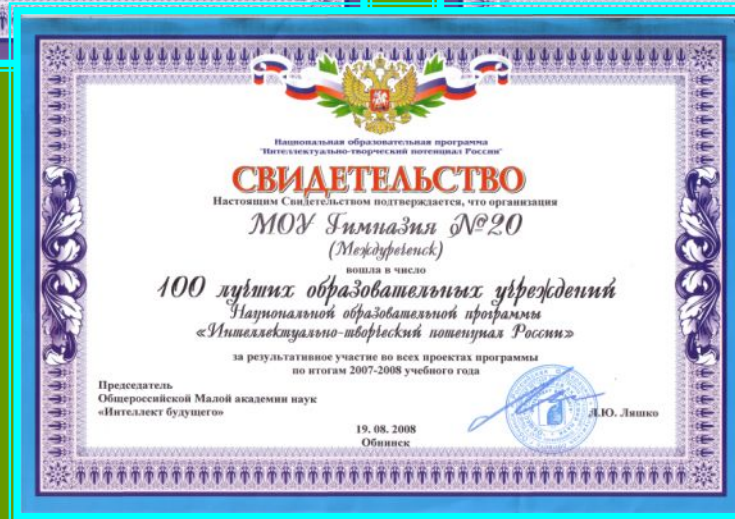 Национальная образовательная программа
"Интеллектуально-творческий потенциал России"
СВИДЕТЕЛЬСТВО
Настоящим Свидетельством подтверждается, что организация
МОУ Гимназия №20
(Междуреченск)
вошла в число
100 лучших образовательных учреждений
Национальной образовательной программы
«Интеллектуально-творческий потенциал России»
за результативное участие во всех проектах программы
по итогам 2007-2008 учебного года
Председатель
Общероссийской Малой академии наук
«Интеллект будущего»
Л.Ю. Ляшко
19. 08. 2008
Обнинск